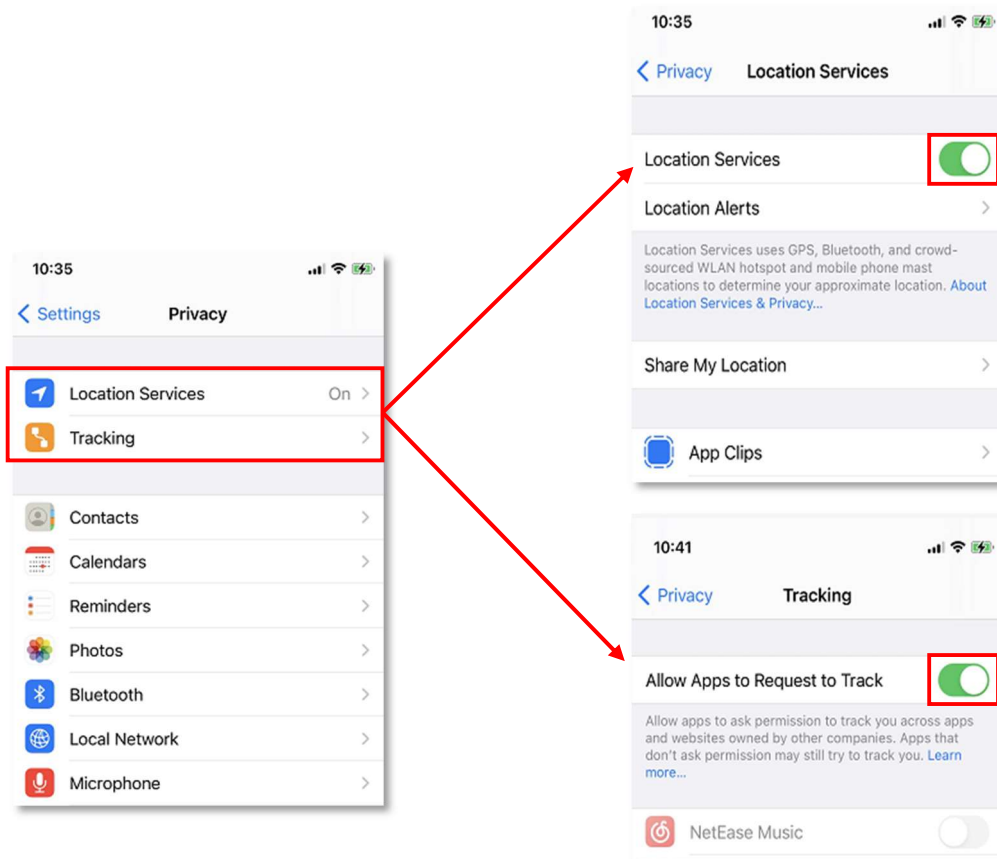 10:35
Settings
Privacy
Location Services
On
Tracking
Contacts
Calendars
Reminders
Photos
Bluetooth
Local Network
Microphone
10:35
Privacy
Location Services
Location Services
Location Alerts
Location Services uses GPS, Bluetooth, and crowd-
sourced WLAN hotspot and mobile phone mast
locations to determine your approximate location. About
Location Services & Privacy...
Share My Location
App Clips
10:41
Privacy
Tracking
Allow Apps to Request to Track
Allow apps to ask permission to track you across apps
and websites owned by other companies. Apps that
don't ask permission may still try to track you. Learn
more...
NetEase Music